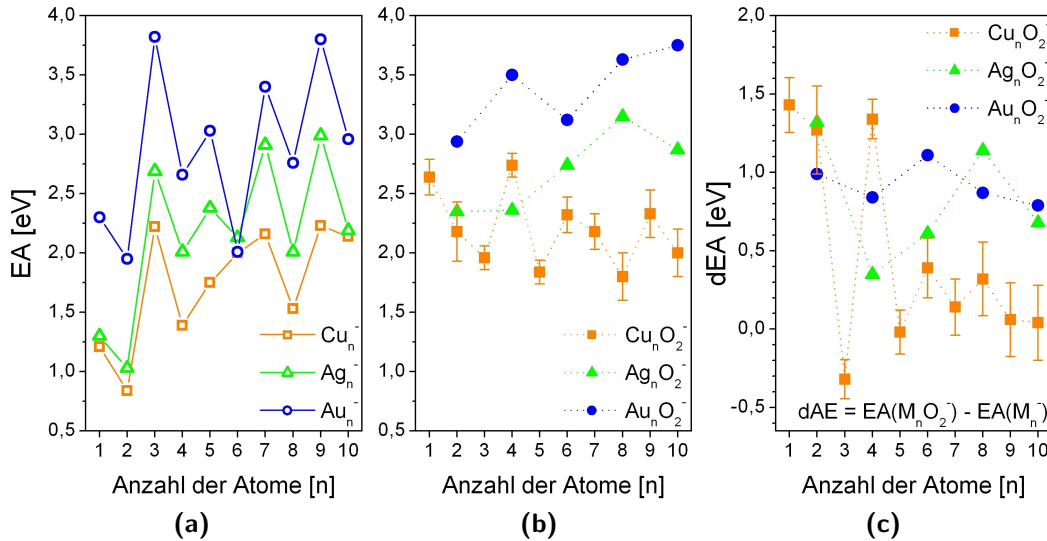 4,0
3,5
3,0
2,5
2,0
1,5
1,0
0,5
EA [eV]
1 2 3 4 5 6 7 8 9 10
Anzahl der Atome [n]
Cuₙ⁻
Agₙ⁻
Auₙ⁻
(a)
4,0
3,5
3,0
2,5
2,0
1,5
1,0
0,5
1 2 3 4 5 6 7 8 9 10
Anzahl der Atome [n]
CuₙO₂⁻
AgₙO₂⁻
AuₙO₂⁻
(b)
2,0
1,5
1,0
0,5
0,0
-0,5
dEA [eV]
CuₙO₂⁻
AgₙO₂⁻
AuₙO₂⁻
dAE = EA(MₙO₂⁻) - EA(Mₙ⁻)
1 2 3 4 5 6 7 8 9 10
Anzahl der Atome [n]
(c)